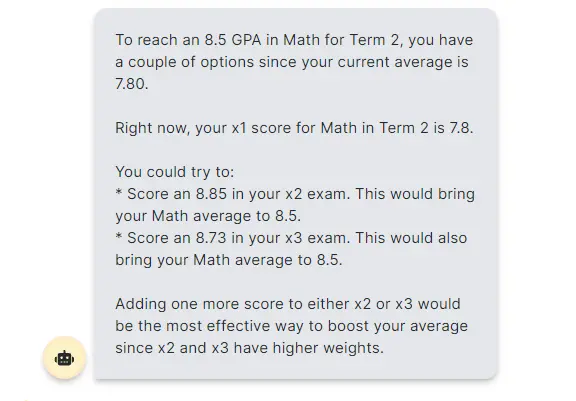 To reach an 8.5 GPA in Math for Term 2, you have
a couple of options since your current average is
7.80.
Right now, your x1 score for Math in Term 2 is 7.8.
You could try to:
* Score an 8.85 in your x2 exam. This would bring
your Math average to 8.5.
* Score an 8.73 in your x3 exam. This would also
bring your Math average to 8.5.
Adding one more score to either x2 or x3 would
be the most effective way to boost your average
since x2 and x3 have higher weights.